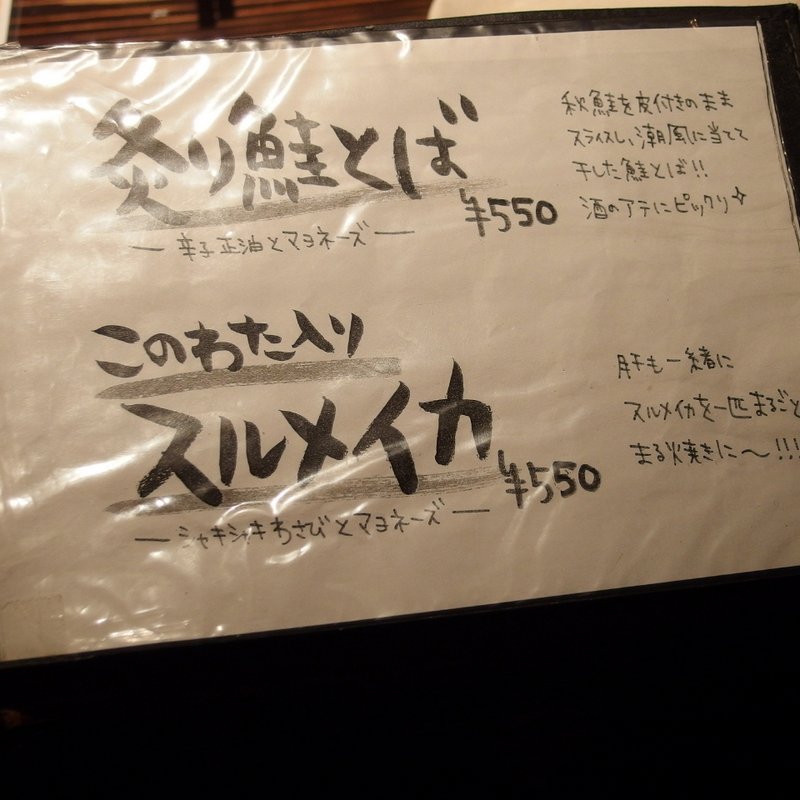 炙り鮭とば
¥550
— 辛子正油とマヨネーズ —
秋鮭を皮付きのまま
スライスし、潮風に当てて
干した鮭とば!!
酒のアテにピックリ☆
このわた入り
スルメイカ
¥550
— シャキシャキわさびとマヨネーズ —
肝も一緒に
スルメイカを一匹まるごと
まる焼きに〜!!!